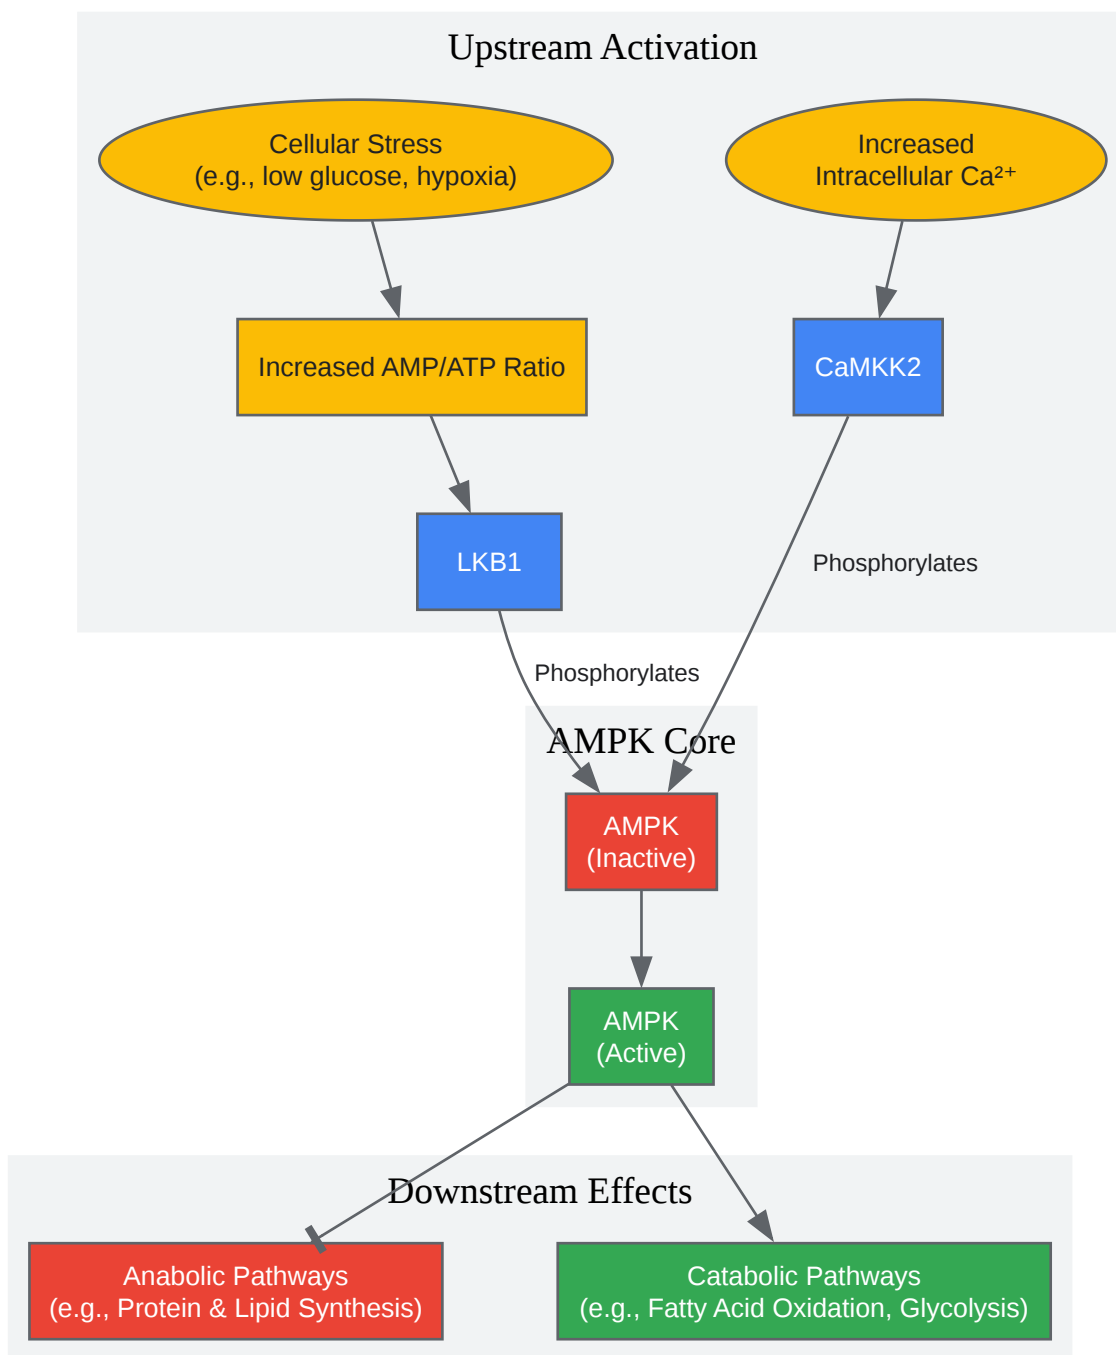 Upstream Activation
Cellular Stress
(e.g., low glucose, hypoxia)
Increased
Intracellular Ca²⁺
Increased AMP/ATP Ratio
CaMKK2
LKB1
Phosphorylates
Phosphorylates
AMPK Core
AMPK
(Inactive)
AMPK
(Active)
Downstream Effects
Anabolic Pathways
(e.g., Protein & Lipid Synthesis)
Catabolic Pathways
(e.g., Fatty Acid Oxidation, Glycolysis)